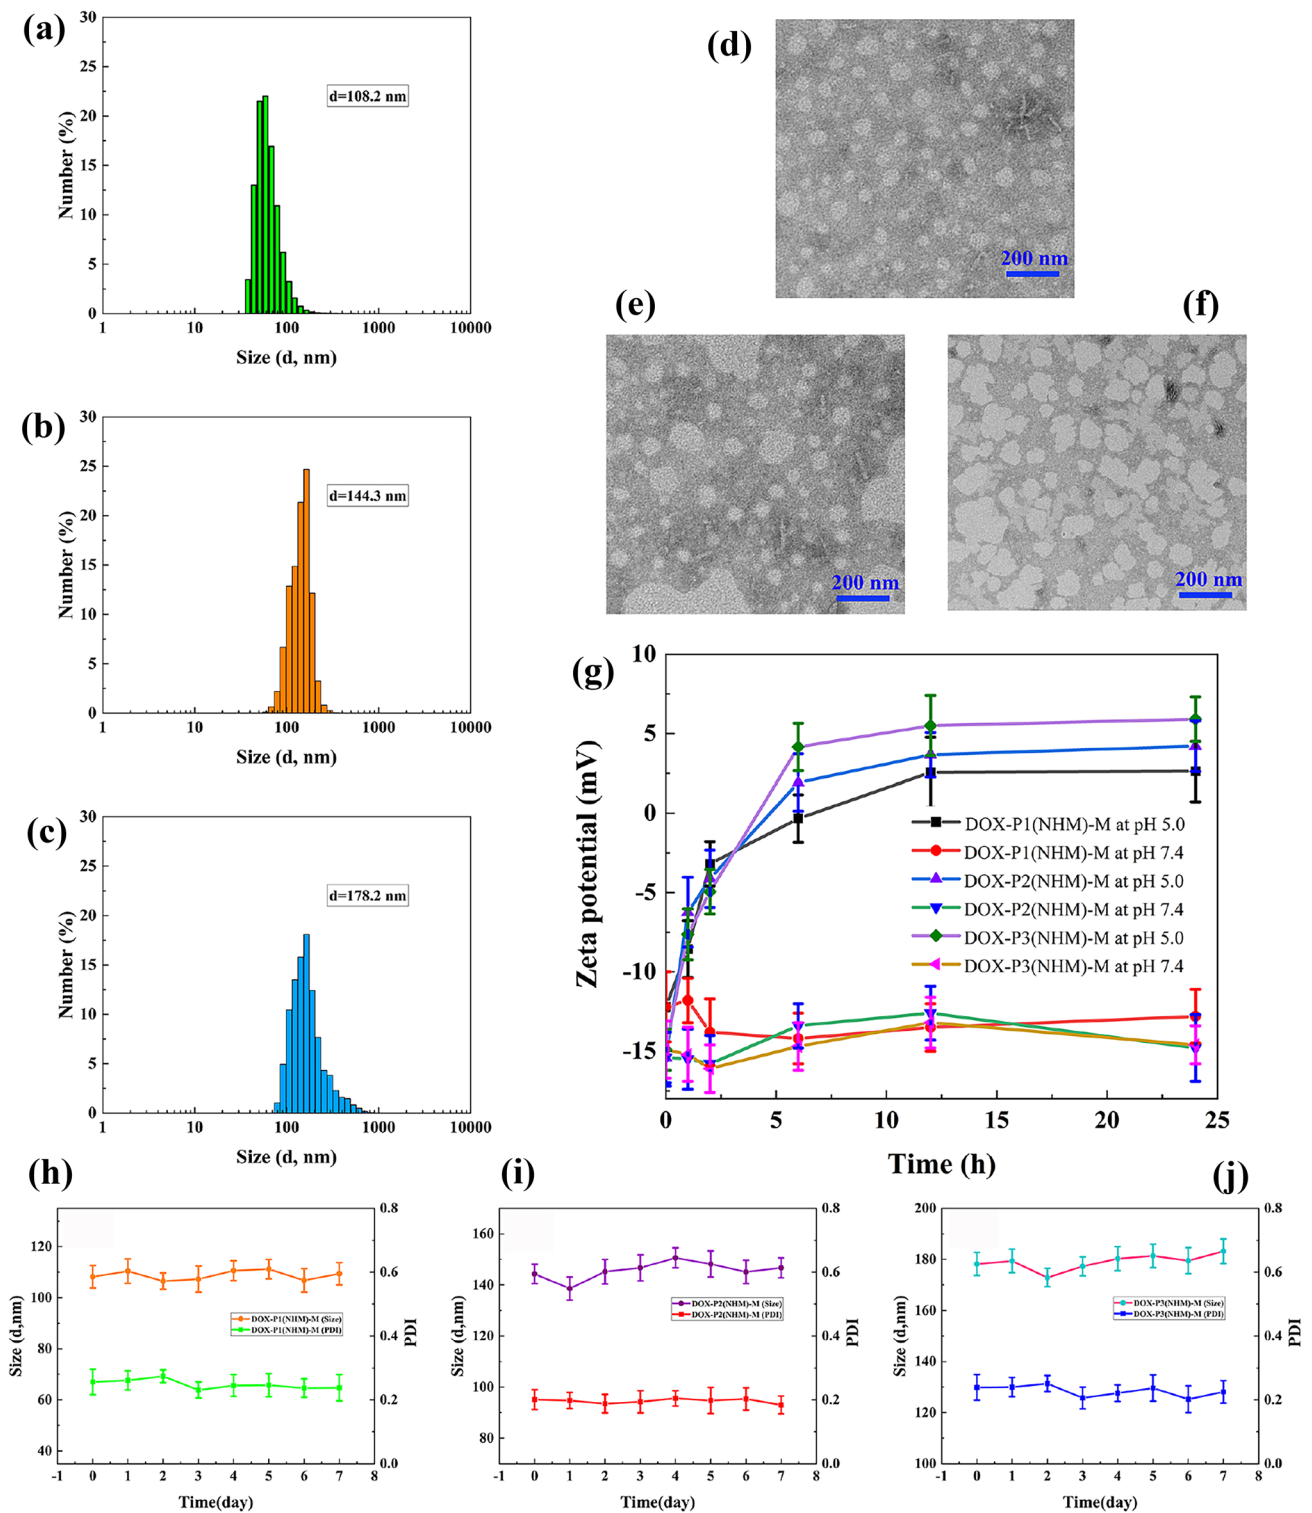 (a)
30
25
20
15
10
5
0
Number (%)
d=108.2 nm
1
10
100
1000
10000
Size (d, nm)
(b)
30
25
20
15
10
5
0
Number (%)
d=144.3 nm
1
10
100
1000
10000
Size (d, nm)
(c)
30
25
20
15
10
5
0
Number (%)
d=178.2 nm
1
10
100
1000
10000
Size (d, nm)
(d)
200 nm
(e)
200 nm
(f)
200 nm
(g)
10
5
0
-5
-10
-15
Zeta potential (mV)
DOX-P1(NHM)-M at pH 5.0
DOX-P1(NHM)-M at pH 7.4
DOX-P2(NHM)-M at pH 5.0
DOX-P2(NHM)-M at pH 7.4
DOX-P3(NHM)-M at pH 5.0
DOX-P3(NHM)-M at pH 7.4
0
5
10
15
20
25
Time (h)
(h)
120
100
80
60
40
Size (d,nm)
0.8
0.6
0.4
0.2
0.0
PDI
DOX-P1(NHM)-M (Size)
DOX-P1(NHM)-M (PDI)
-1
0
1
2
3
4
5
6
7
8
Time(day)
(i)
160
140
120
100
80
Size (d,nm)
0.8
0.6
0.4
0.2
0.0
PDI
DOX-P2(NHM)-M (Size)
DOX-P2(NHM)-M (PDI)
-1
0
1
2
3
4
5
6
7
8
Time(day)
(j)
200
180
160
140
120
100
Size (d,nm)
0.8
0.6
0.4
0.2
0.0
PDI
DOX-P3(NHM)-M (Size)
DOX-P3(NHM)-M (PDI)
-1
0
1
2
3
4
5
6
7
8
Time(day)